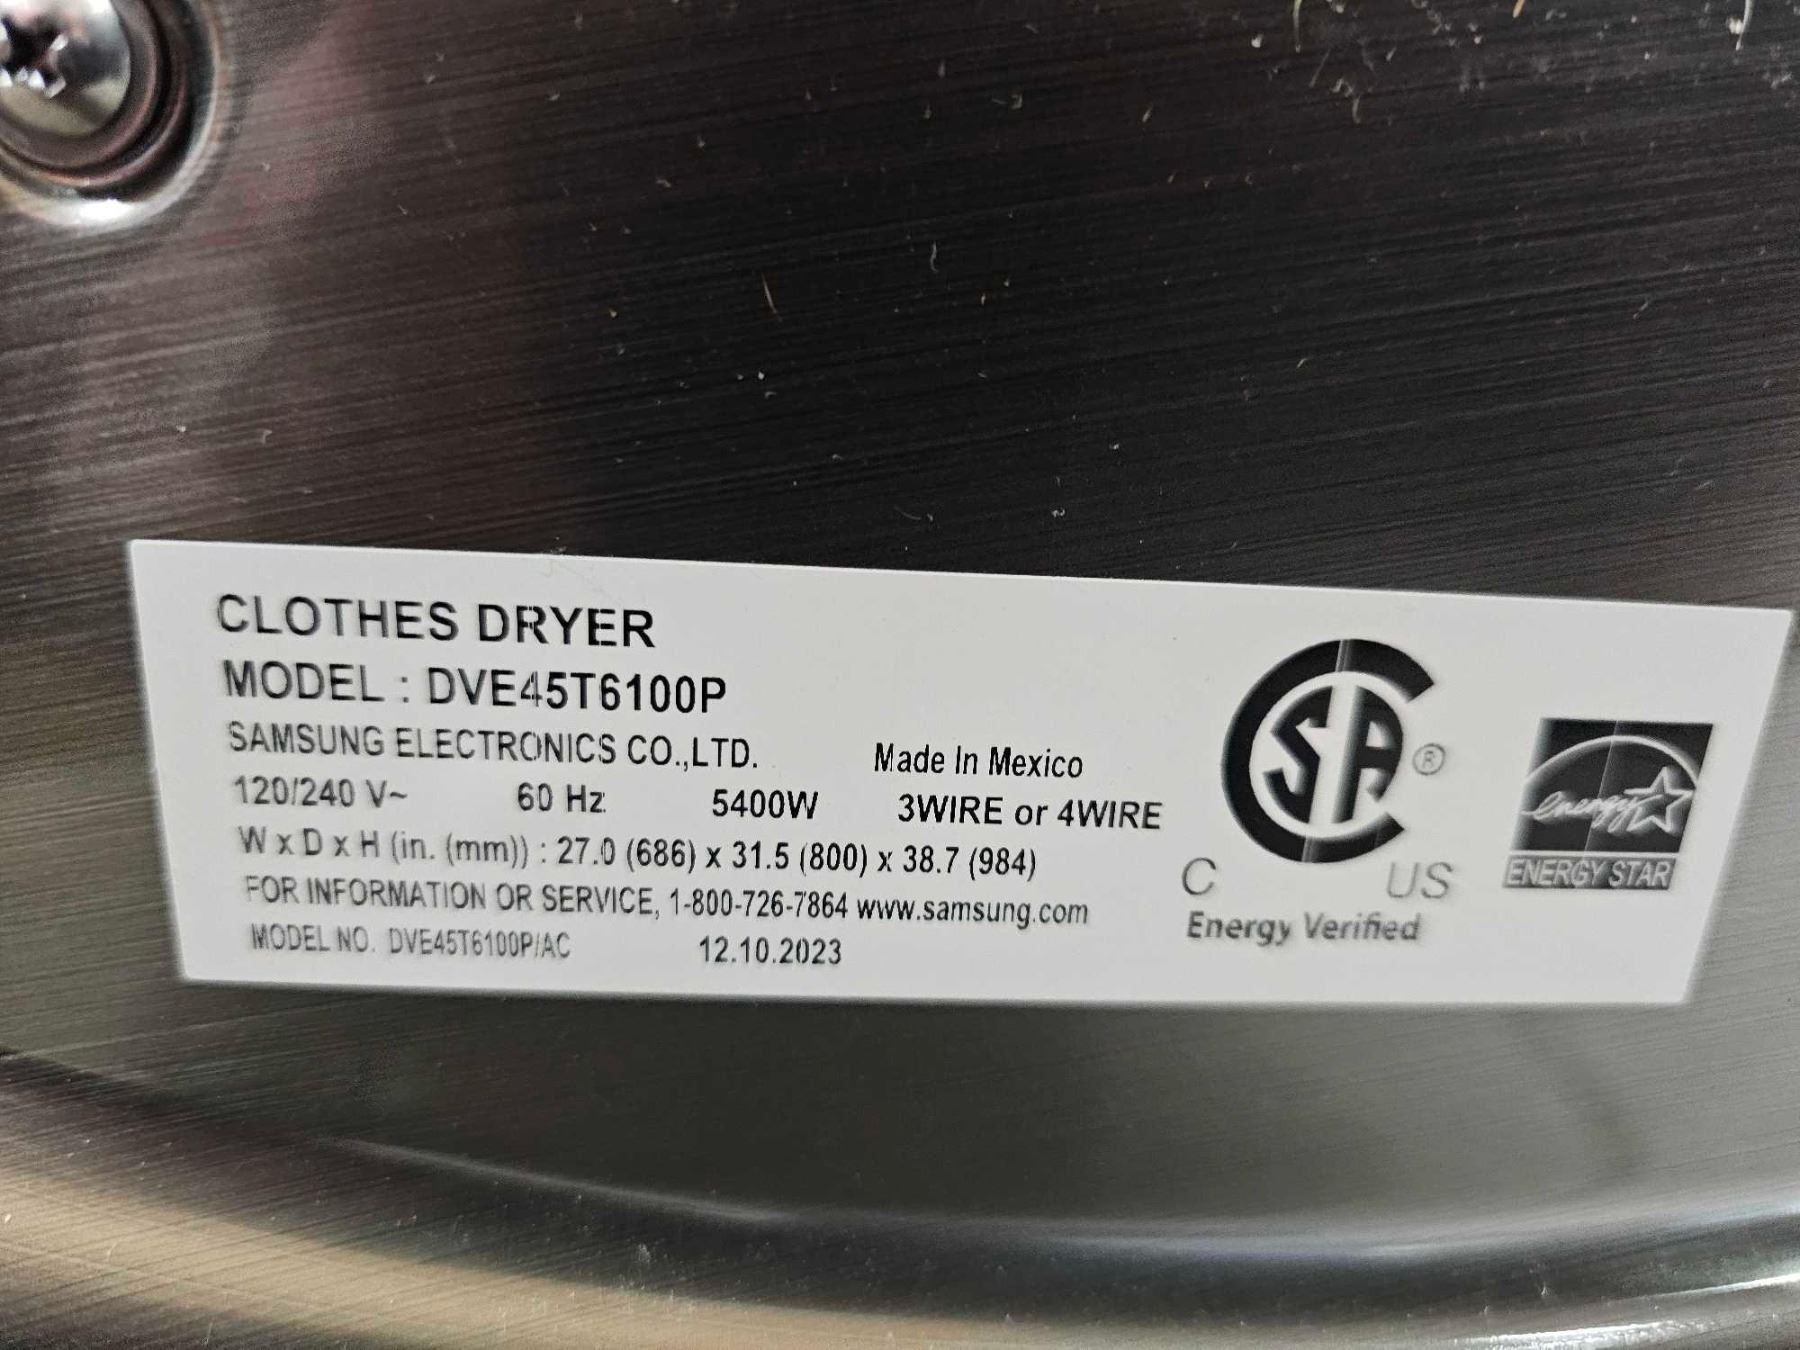 CLOTHES DRYER
MODEL : DVE45T6100P
SAMSUNG ELECTRONICS CO.,LTD. Made In Mexico
120/240 V~ 60 Hz 5400W 3WIRE or 4WIRE
W x D x H (in. (mm)) : 27.0 (686) x 31.5 (800) x 38.7 (984)
FOR INFORMATION OR SERVICE, 1-800-726-7864 www.samsung.com
MODEL NO. DVE45T6100P/AC 12.10.2023
SA ®
C US
Energy Verified
energy
ENERGY STAR